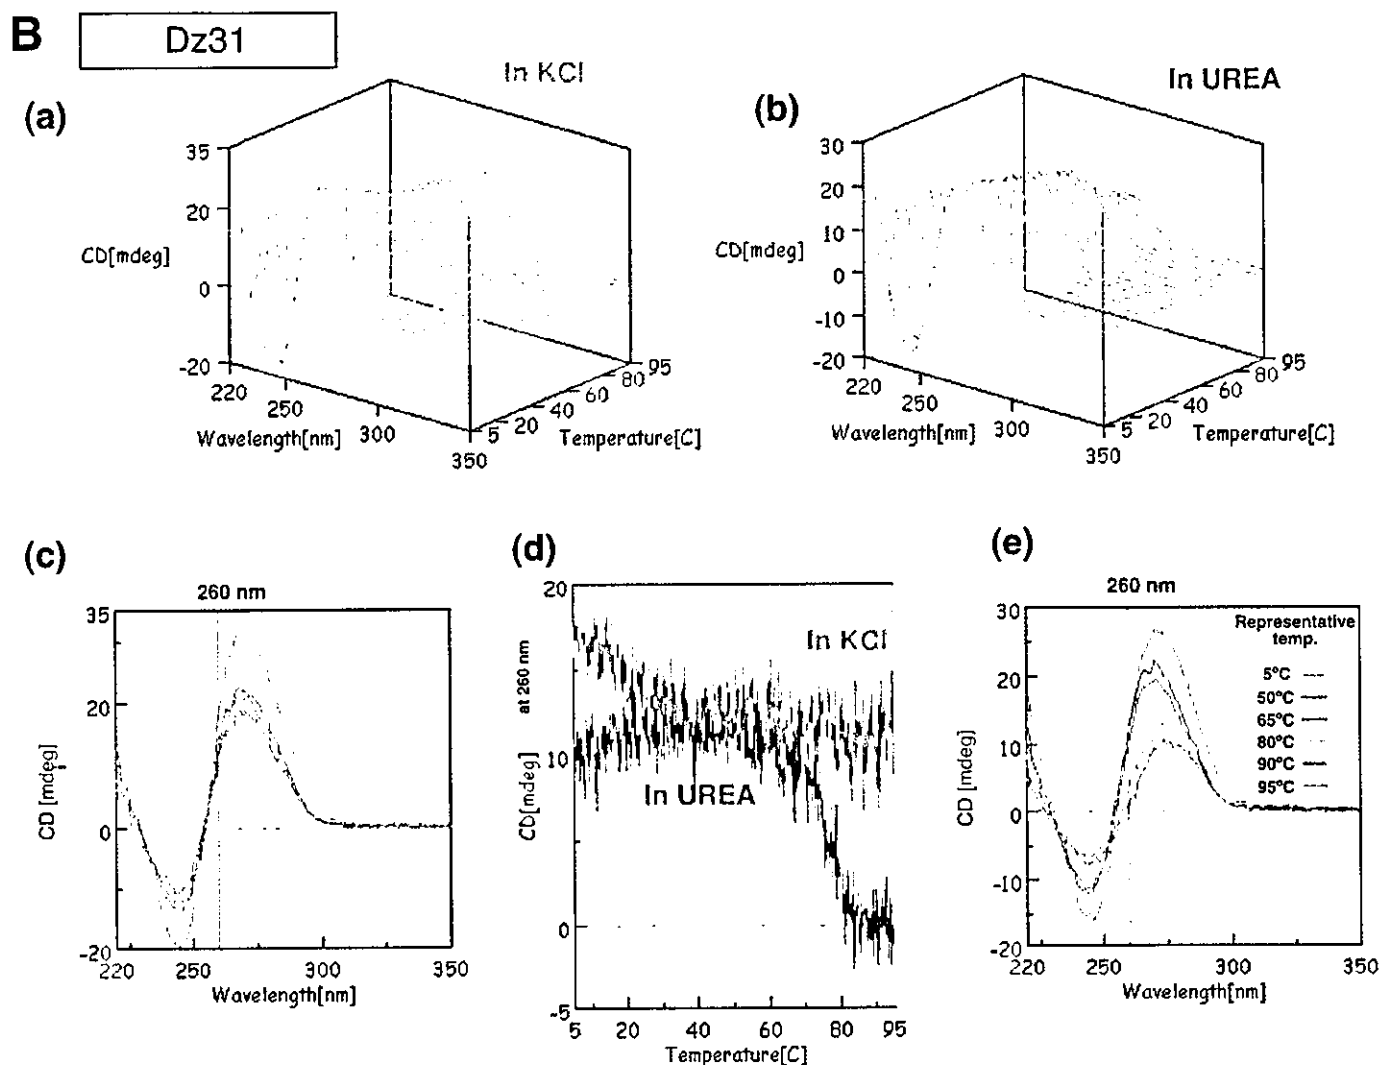 B
Dz31
In KCl
(a)
35
20
0
-20
CD[mdeg]
220
250
300
350
Wavelength[nm]
5
20
40
60
80
95
Temperature[C]
In UREA
(b)
30
20
10
0
-10
-20
CD[mdeg]
220
250
300
350
Wavelength[nm]
5
20
40
60
80
95
Temperature[C]
(c)
260 nm
35
20
0
-20
CD [mdeg]
220
250
300
350
Wavelength[nm]
(d)
20
10
0
-5
at 260 nm
CD[mdeg]
In KCl
In UREA
5
20
40
60
80
95
Temperature[C]
(e)
260 nm
30
20
10
0
-10
-20
CD [mdeg]
Representative
temp.
5°C
50°C
65°C
80°C
90°C
95°C
220
250
300
350
Wavelength[nm]